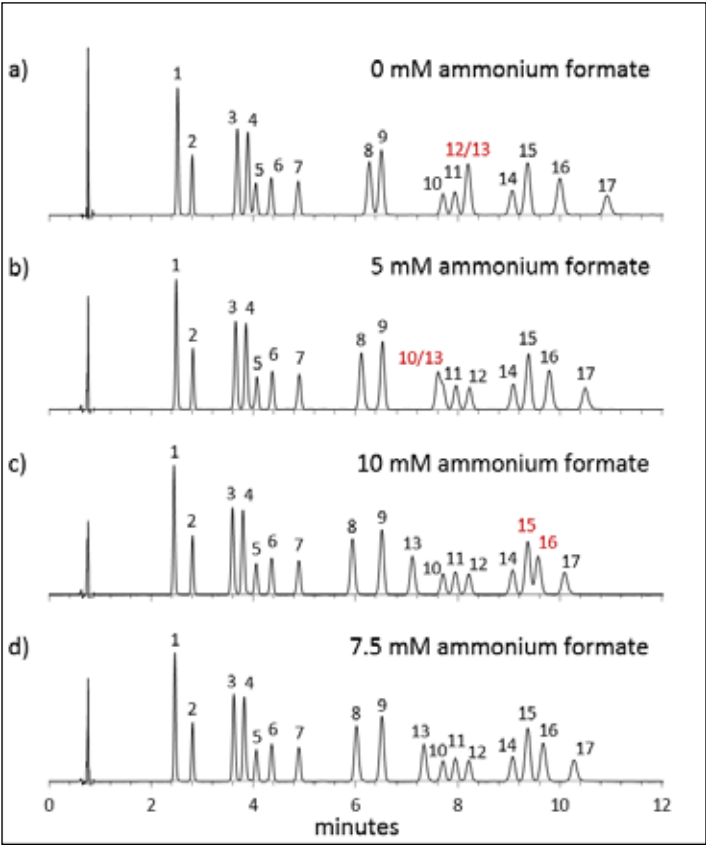 a) 0 mM ammonium formate
1 2 3 4 5 6 7 8 9 10 11 12/13 14 15 16 17
b) 5 mM ammonium formate
1 2 3 4 5 6 7 8 9 10/13 11 12 14 15 16 17
c) 10 mM ammonium formate
1 2 3 4 5 6 7 8 9 13 10 11 12 14 15 16 17
d) 7.5 mM ammonium formate
1 2 3 4 5 6 7 8 9 13 10 11 12 14 15 16 17
0 2 4 6 8 10 12
minutes